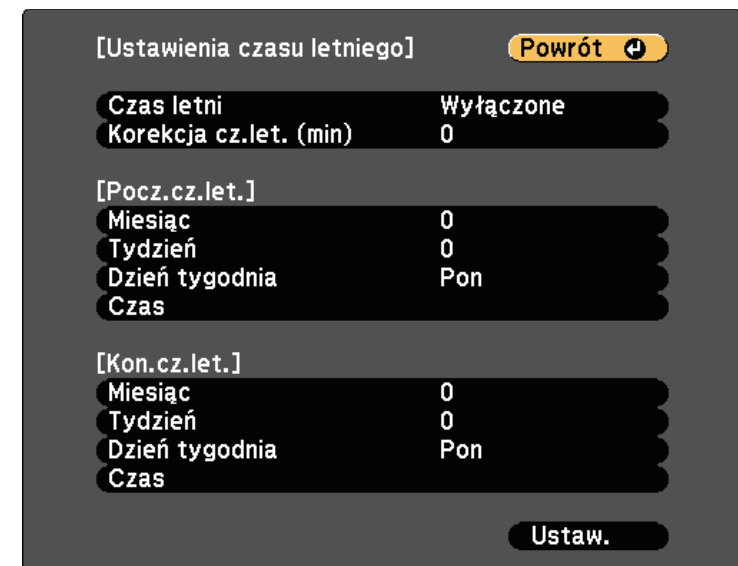 [Ustawienia czasu letniego] Powrót
Czas letni Wyłączone
Korekcja cz.let. (min) 0
[Pocz.cz.let.]
Miesiąc 0
Tydzień 0
Dzień tygodnia Pon
Czas
[Kon.cz.let.]
Miesiąc 0
Tydzień 0
Dzień tygodnia Pon
Czas
Ustaw.